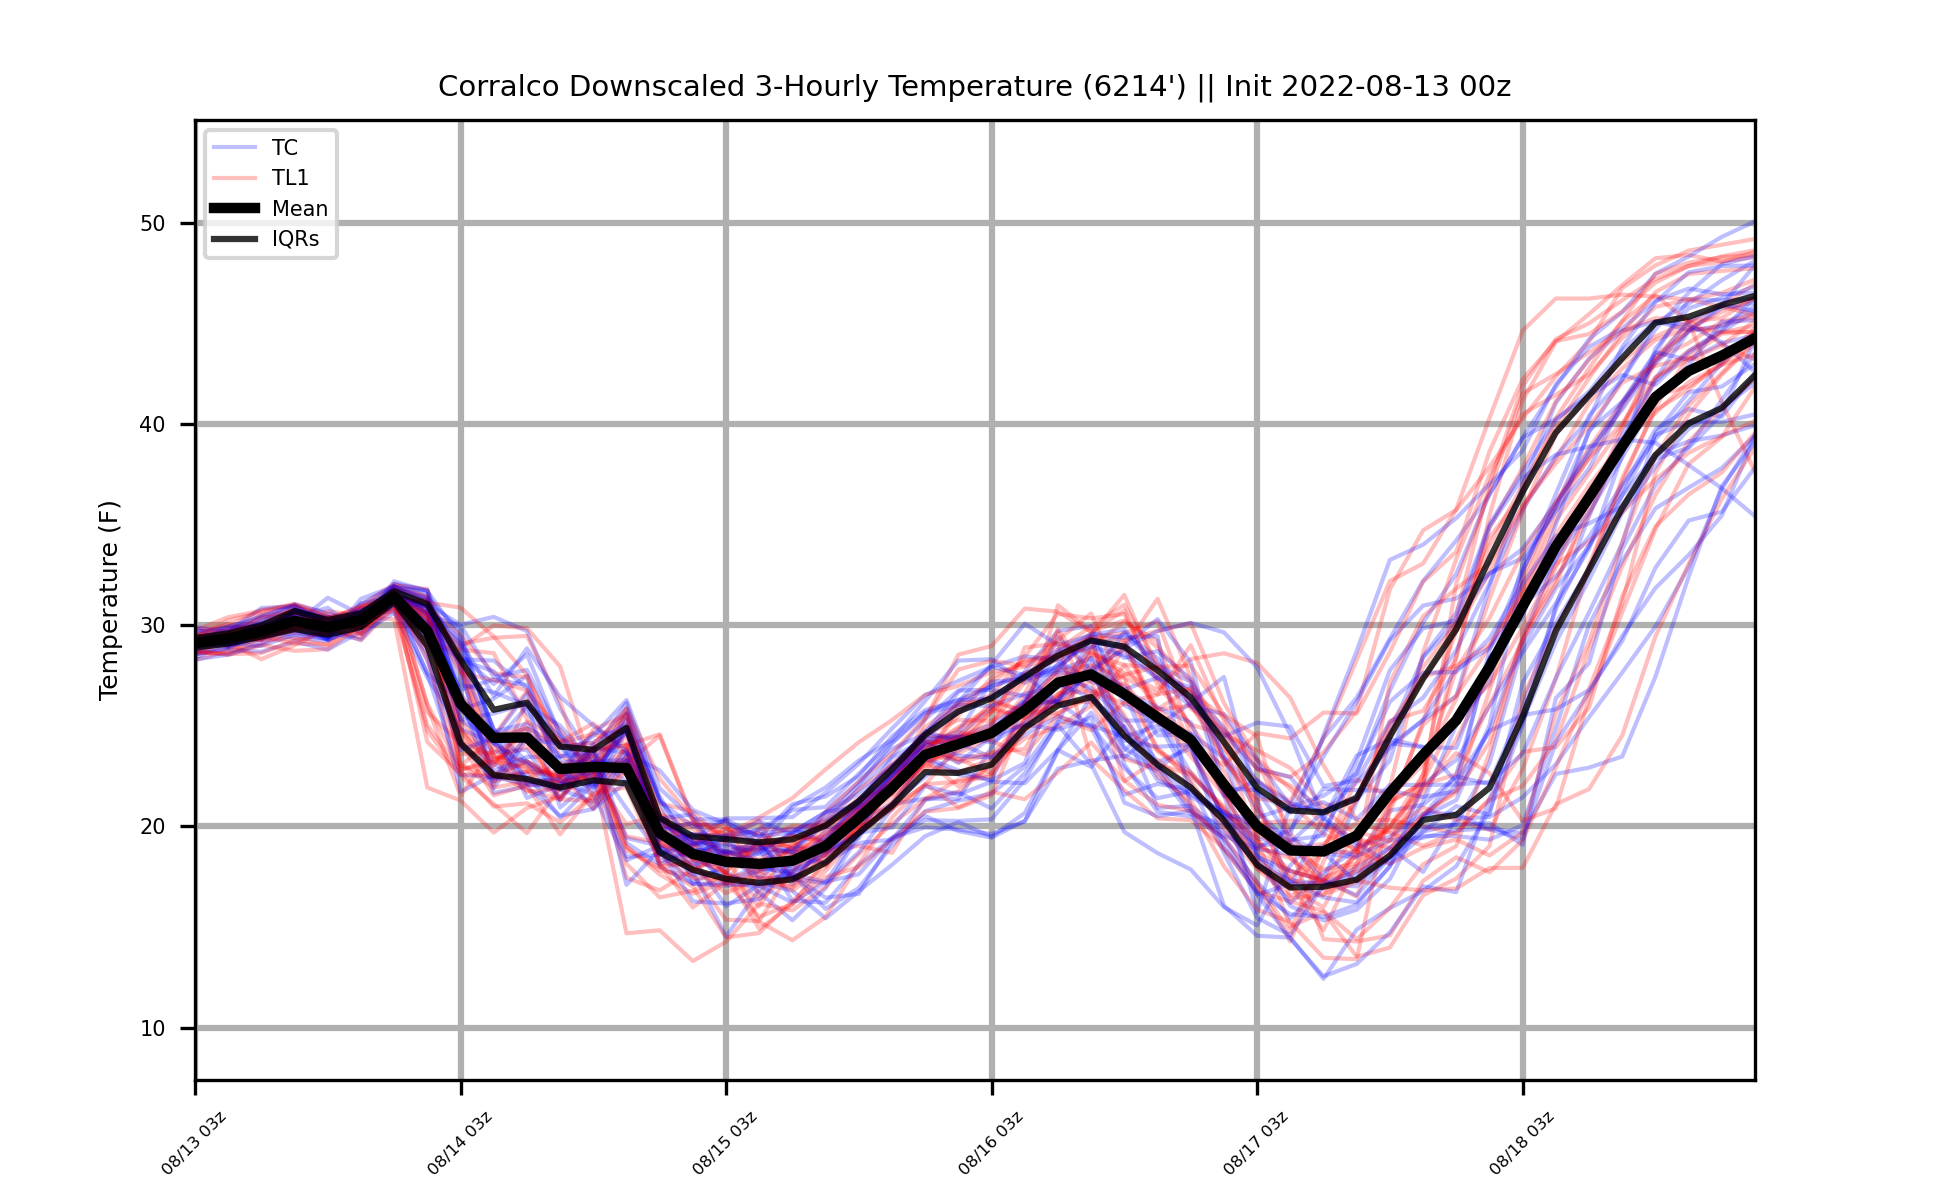 Corralco Downscaled 3-Hourly Temperature (6214') || Init 2022-08-13 00z
TC
TL1
Mean
IQRs
Temperature (F)
50
40
30
20
10
08/13 03z
08/14 03z
08/15 03z
08/16 03z
08/17 03z
08/18 03z